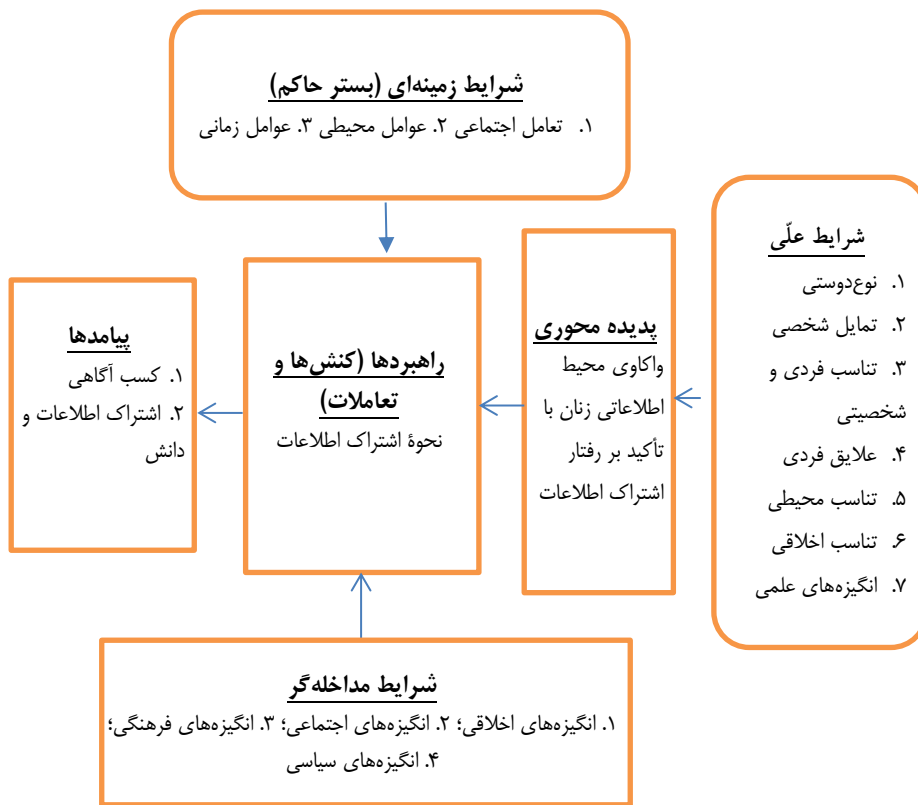 شرایط زمینه‌ای (بستر حاکم)
۱. تعامل اجتماعی ۲. عوامل محیطی ۳. عوامل زمانی
شرایط علّی
۱. نوع‌دوستی
۲. تمایل شخصی
۳. تناسب فردی و
شخصیتی
۴. علایق فردی
۵. تناسب محیطی
۶. تناسب اخلاقی
۷. انگیزه‌های علمی
پدیده محوری
واکاوی محیط
اطلاعاتی زنان با
تأکید بر رفتار
اشتراک اطلاعات
راهبردها (کنش‌ها و
تعاملات)
نحوهٔ اشتراک اطلاعات
پیامدها
۱. کسب آگاهی
۲. اشتراک اطلاعات و
دانش
شرایط مداخله‌گر
۱. انگیزه‌های اخلاقی؛ ۲. انگیزه‌های اجتماعی؛ ۳. انگیزه‌های فرهنگی؛
۴. انگیزه‌های سیاسی